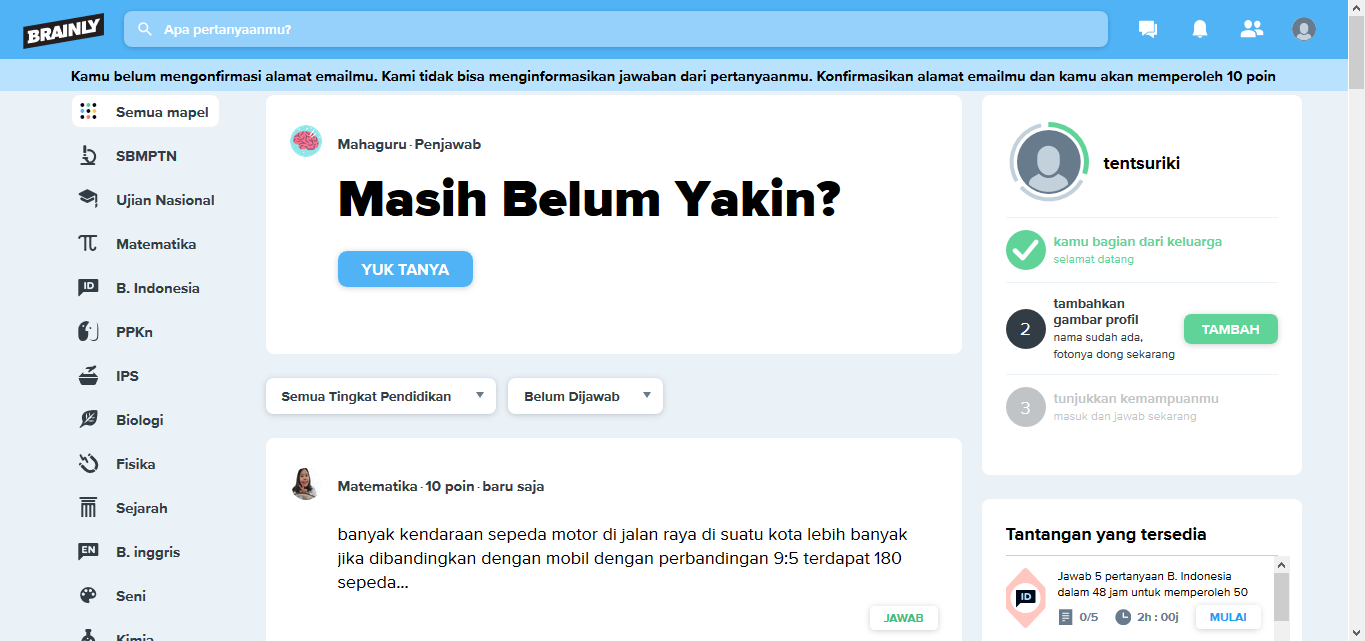 BRAINLY
Apa pertanyaanmu?
Kamu belum mengonfirmasi alamat emailmu. Kami tidak bisa menginformasikan jawaban dari pertanyaanmu. Konfirmasikan alamat emailmu dan kamu akan memperoleh 10 poin
Semua mapel
SBMPTN
Ujian Nasional
Matematika
ID
B. Indonesia
PPKn
IPS
Biologi
Fisika
Sejarah
EN
B. inggris
Seni
Kimia
Mahaguru · Penjawab
Masih Belum Yakin?
YUK TANYA
Semua Tingkat Pendidikan
Belum Dijawab
Matematika · 10 poin · baru saja
banyak kendaraan sepeda motor di jalan raya di suatu kota lebih banyak
jika dibandingkan dengan mobil dengan perbandingan 9:5 terdapat 180
sepeda...
JAWAB
tentsuriki
kamu bagian dari keluarga
selamat datang
2
tambahkan
gambar profil
nama sudah ada,
fotonya dong sekarang
TAMBAH
3
tunjukkan kemampuanmu
masuk dan jawab sekarang
Tantangan yang tersedia
ID
Jawab 5 pertanyaan B. Indonesia
dalam 48 jam untuk memperoleh 50
0/5
2h : 00j
MULAI